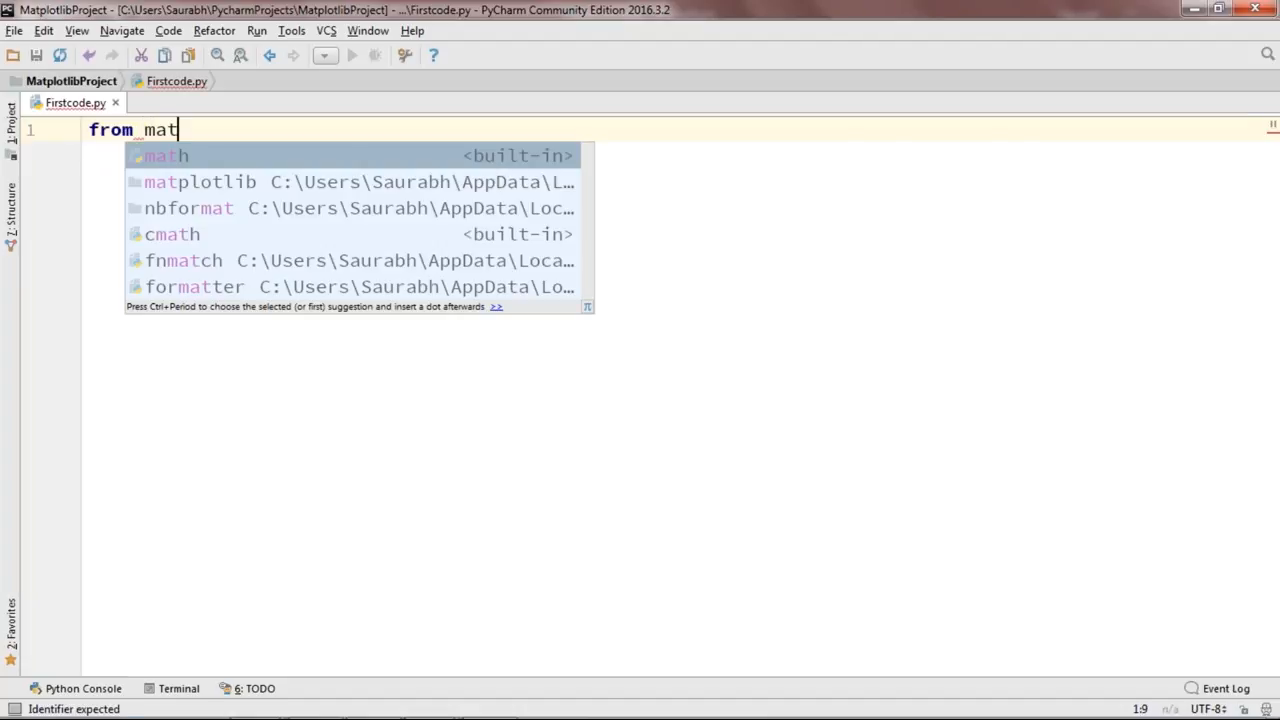 MatplotlibProject - [C:\Users\Saurabh\PycharmProjects\MatplotlibProject] - ...\Firstcode.py - PyCharm Community Edition 2016.3.2
File Edit View Navigate Code Refactor Run Tools VCS Window Help
MatplotlibProject Firstcode.py
Firstcode.py
1: Project
1 from mat
math <built-in>
matplotlib C:\Users\Saurabh\AppData\L...
nbformat C:\Users\Saurabh\AppData\Loc...
cmath <built-in>
fnmatch C:\Users\Saurabh\AppData\Loca...
formatter C:\Users\Saurabh\AppData\Lo...
Press Ctrl+Period to choose the selected (or first) suggestion and insert a dot afterwards >> π
7: Structure
2: Favorites
Python Console Terminal 6: TODO Event Log
Identifier expected 1:9 n/a UTF-8